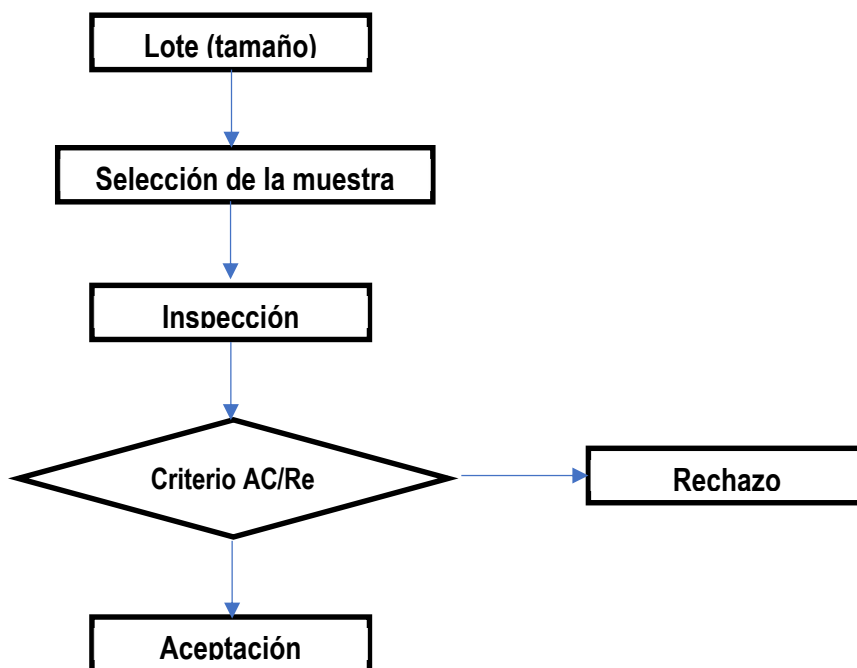 Lote (tamaño)
Selección de la muestra
Inspección
Criterio AC/Re
Rechazo
Aceptación